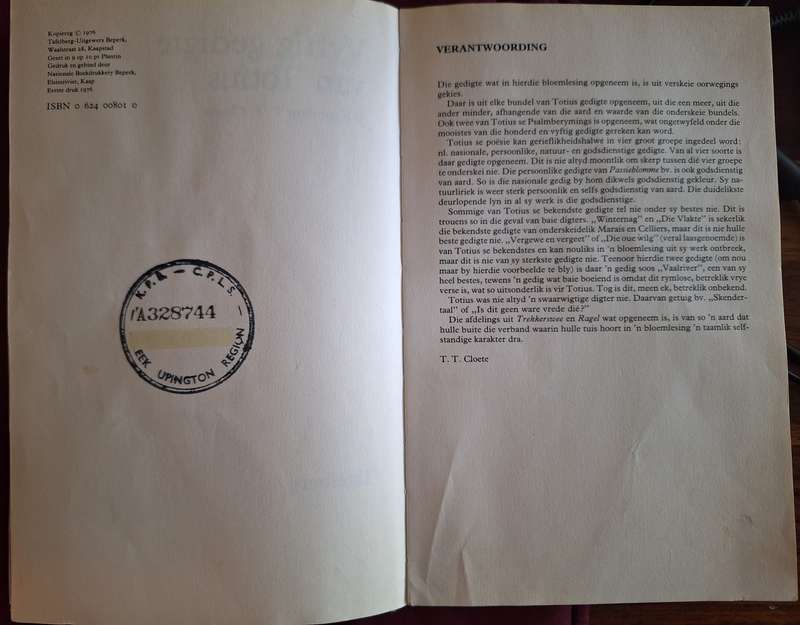 Kopiereg © 1976
Tafelberg-Uitgewers Beperk,
Waalstraat 28, Kaapstad
Geset in 9 op 10 pt Plantin
Gedruk en gebind deur
Nasionale Boekdrukkery Beperk,
Elsiesrivier, Kaap
Eerste druk 1976
ISBN 0 624 00801 0
K.P.A. – C.P.L.S.
A328744
UPINGTON REGION
VERANTWOORDING
Die gedigte wat in hierdie bloemlesing opgeneem is, is uit verskeie oorwegings
gekies.
Daar is uit elke bundel van Totius gedigte opgeneem, uit die een meer, uit die
ander minder, afhangende van die aard en waarde van die onderskeie bundels.
Ook twee van Totius se Psalmberymings is opgeneem, wat ongetwyfeld onder die
mooistes van die honderd en vyftig gedigte gereken kan word.
Totius se poësie kan gerieflikheidshalwe in vier groot groepe ingedeel word:
nl. nasionale, persoonlike, natuur- en godsdienstige gedigte. Van al vier soorte is
daar gedigte opgeneem. Dit is nie altyd moontlik om skerp tussen dié vier groepe
te onderskei nie. Die persoonlike gedigte van Passieblomme bv. is ook godsdienstig
van aard. So is die nasionale gedig by hom dikwels godsdienstig gekleur. Sy na-
tuurliriek is weer sterk persoonlik en selfs godsdienstig van aard. Die duidelikste
deurlopende lyn in al sy werk is die godsdienstige.
Sommige van Totius se bekendste gedigte tel nie onder sy bestes nie. Dit is
trouens so in die geval van baie digters. „Winternag” en „Die Vlakte” is sekerlik
die bekendste gedigte van onderskeidelik Marais en Celliers, maar dit is nie hulle
beste gedigte nie. „Vergewe en vergeet” of „Die oue wilg” (veral laasgenoemde) is
van Totius se bekendstes en kan nouliks in 'n bloemlesing uit sy werk ontbreek,
maar dit is nie van sy sterkste gedigte nie. Teenoor hierdie twee gedigte (om nou
maar by hierdie voorbeelde te bly) is daar 'n gedig soos „Vaalrivier”, een van sy
heel bestes, tewens 'n gedig wat baie boeiend is omdat dit rymlose, betreklik vrye
verse is, wat so uitsonderlik is vir Totius. Tog is dit, meen ek, betreklik onbekend.
Totius was nie altyd 'n swaarwigtige digter nie. Daarvan getuig bv. „Skender-
taal” of „Is dit geen ware vrede dié?”
Die afdelings uit Trekkerswee en Ragel wat opgeneem is, is van so 'n aard dat
hulle buite die verband waarin hulle tuis hoort in 'n bloemlesing 'n taamlik self-
standige karakter dra.
T. T. Cloete